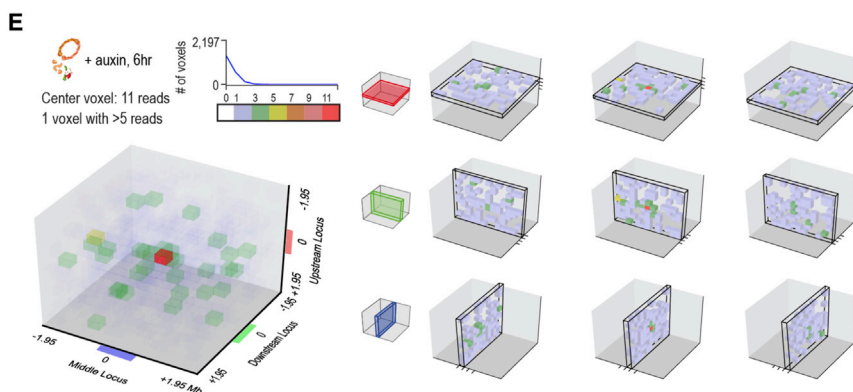 E
+ auxin, 6hr
Center voxel: 11 reads
1 voxel with >5 reads
# of voxels
2,197
0
0 1 3 5 7 9 11
-1.95
0
+1.95
Upstream Locus
-1.95
0
+1.95
Downstream Locus
-1.95
0
+1.95 Mb
Middle Locus